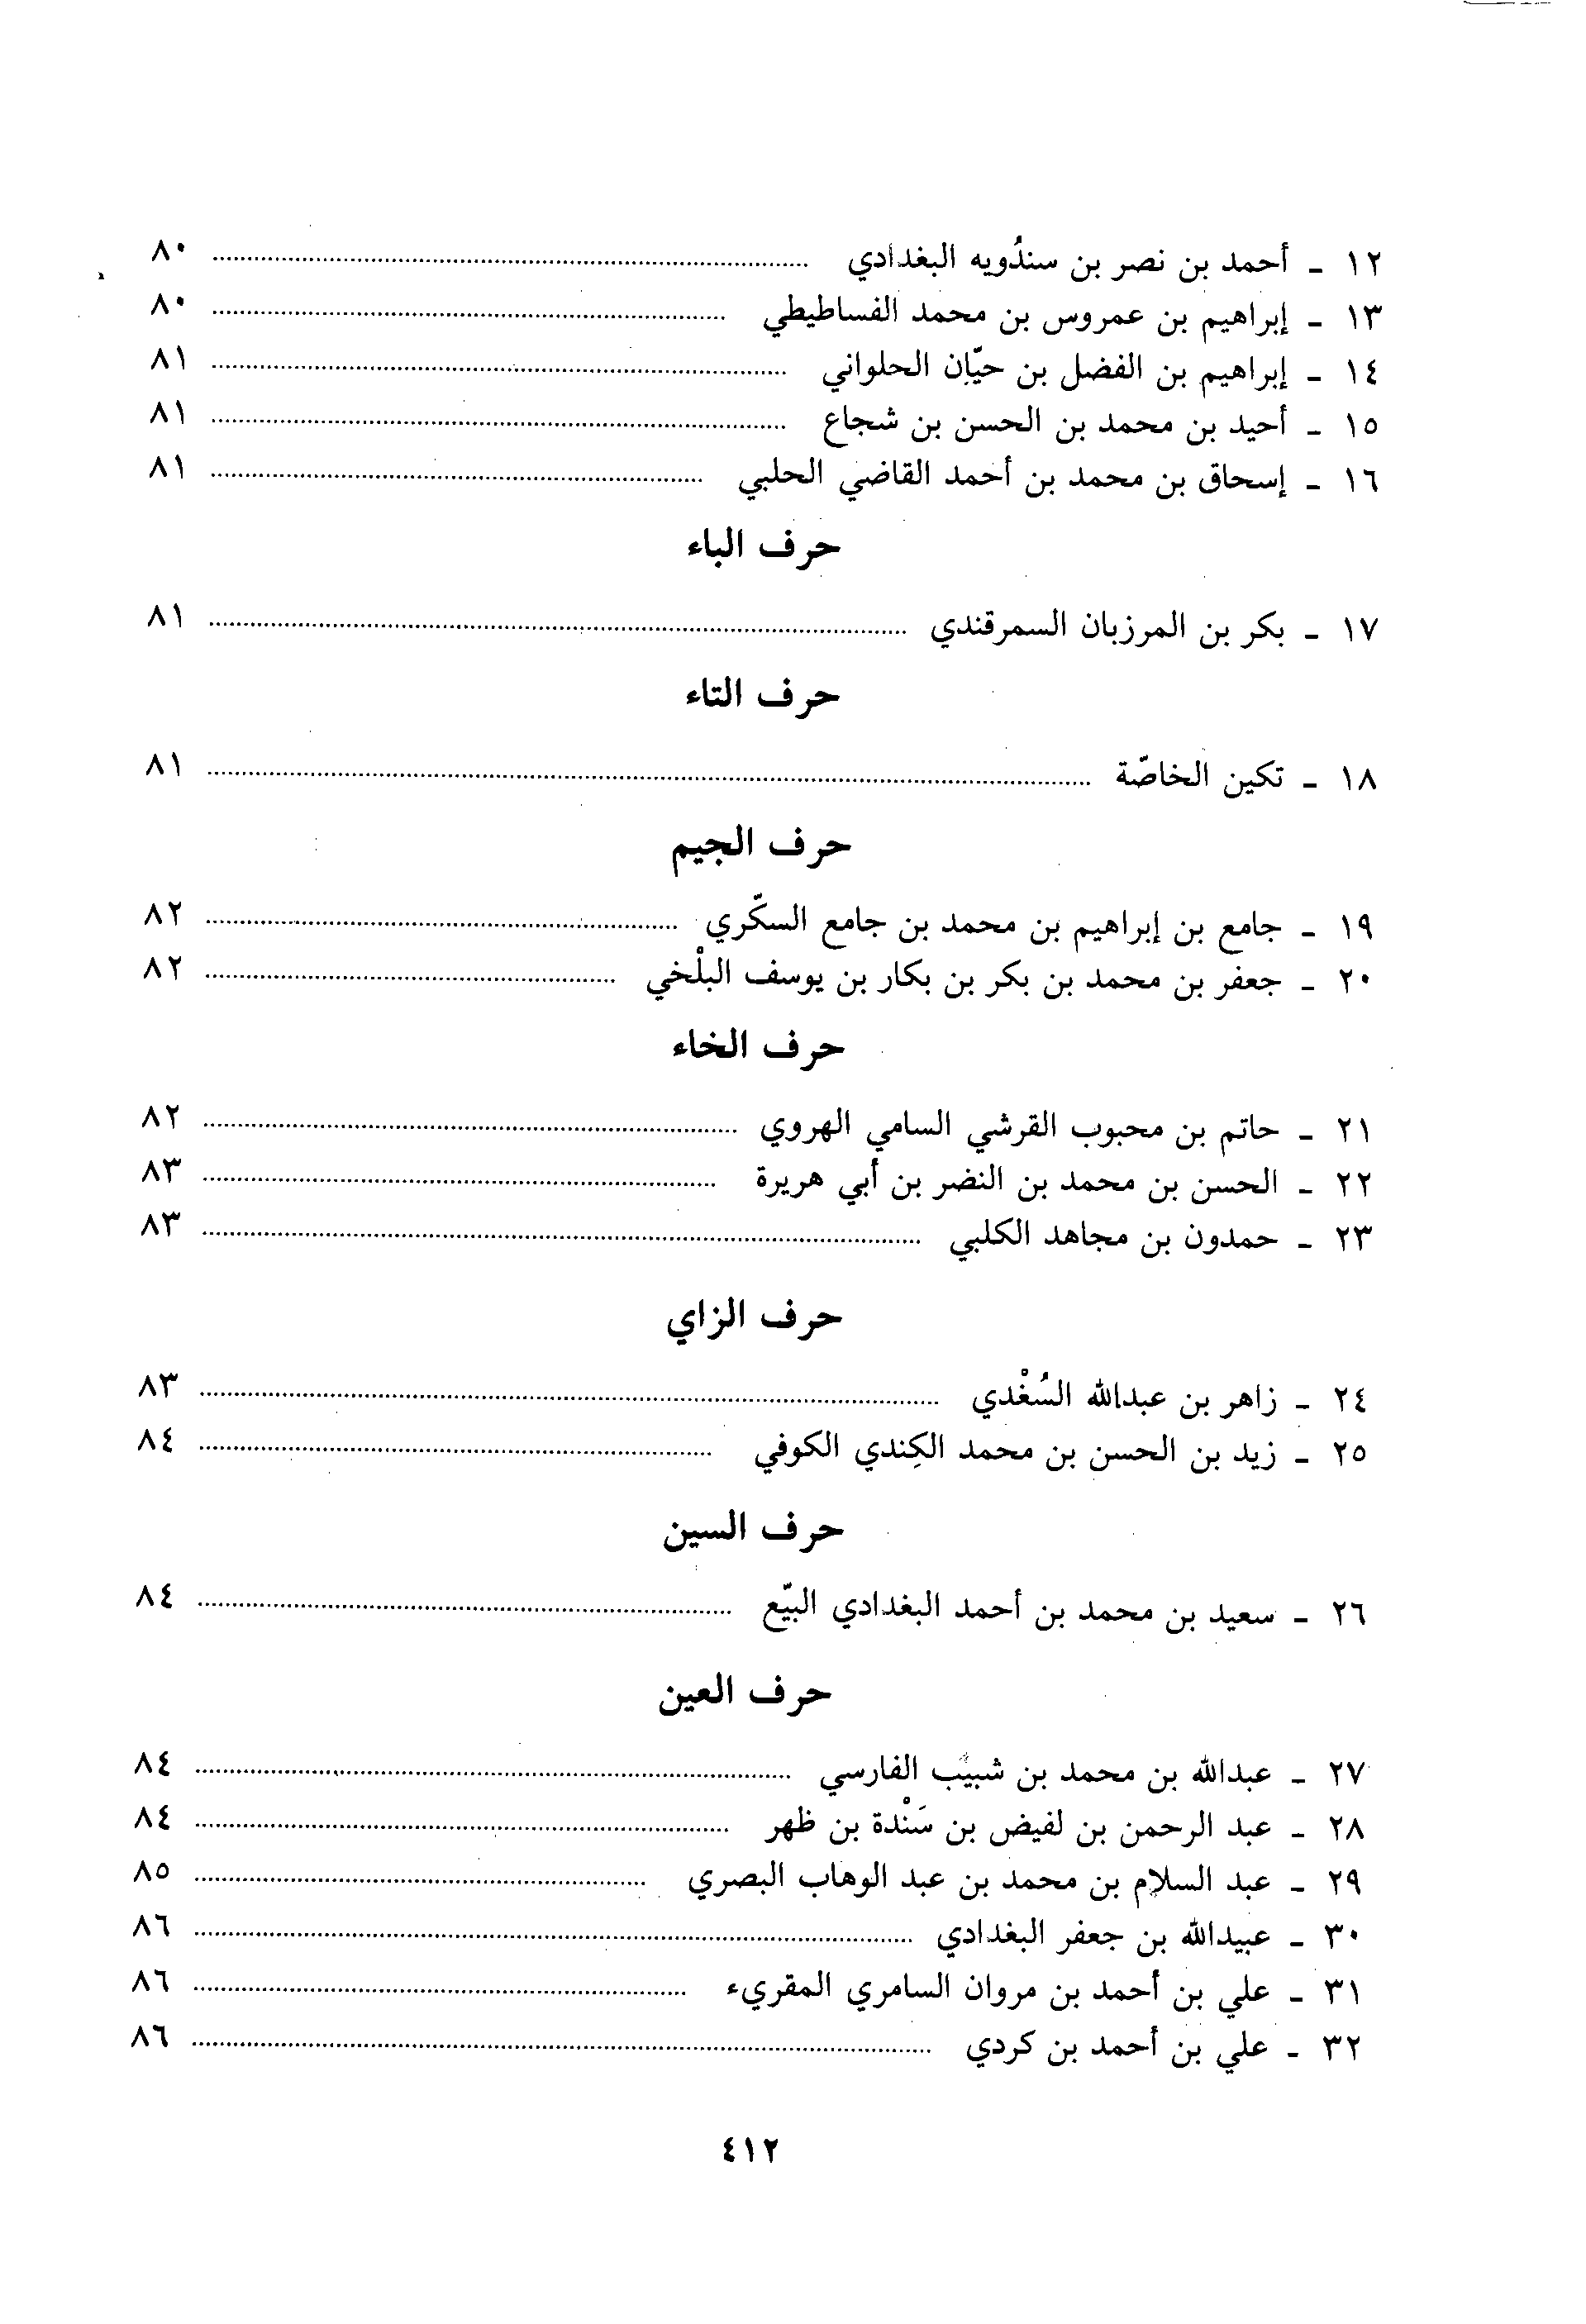 ١٢ - أحمد بن نصر بن سندُويه البغدادي ........ ٨٠
١٣ - إبراهيم بن عمروس بن محمد الفساطيطي ........ ٨٠
١٤ - إبراهيم بن الفضل بن حيّان الحلواني ........ ٨١
١٥ - أحيد بن محمد بن الحسن بن شجاع ........ ٨١
١٦ - إسحاق بن محمد بن أحمد القاضي الحلبي ........ ٨١
حرف الباء
١٧ - بكر بن المرزبان السمرقندي ........ ٨١
حرف التاء
١٨ - تكين الخاصّة ........ ٨١
حرف الجيم
١٩ - جامع بن إبراهيم بن محمد بن جامع السكّري ........ ٨٢
٢٠ - جعفر بن محمد بن بكر بن بكار بن يوسف البلْخي ........ ٨٢
حرف الخاء
٢١ - حاتم بن محبوب القرشي السامي الهروي ........ ٨٢
٢٢ - الحسن بن محمد بن النضر بن أبي هريرة ........ ٨٣
٢٣ - حمدون بن مجاهد الكلبي ........ ٨٣
حرف الزاي
٢٤ - زاهر بن عبدالله السُغْدي ........ ٨٣
٢٥ - زيد بن الحسن بن محمد الكِندي الكوفي ........ ٨٤
حرف السين
٢٦ - سعيد بن محمد بن أحمد البغدادي البيّع ........ ٨٤
حرف العين
٢٧ - عبدالله بن محمد بن شبيب الفارسي ........ ٨٤
٢٨ - عبد الرحمن بن لفيض بن سَنْدة بن ظهر ........ ٨٤
٢٩ - عبد السلام بن محمد بن عبد الوهاب البصري ........ ٨٥
٣٠ - عبيدالله بن جعفر البغدادي ........ ٨٦
٣١ - علي بن أحمد بن مروان السامري المقريء ........ ٨٦
٣٢ - علي بن أحمد بن كردي ........ ٨٦
٤١٢